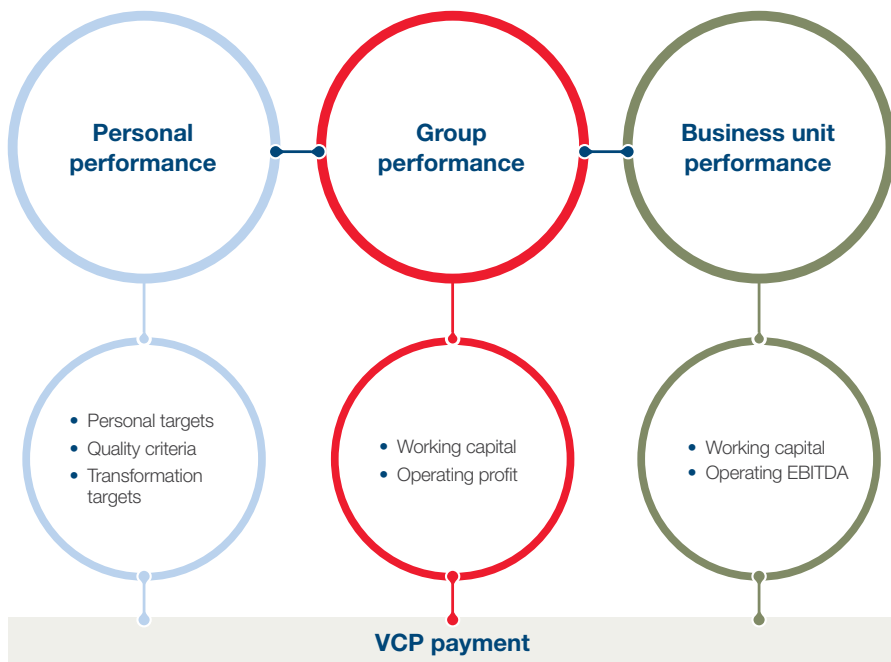 Personal
performance
Group
performance
Business unit
performance
• Personal targets
• Quality criteria
• Transformation
targets
• Working capital
• Operating profit
• Working capital
• Operating EBITDA
VCP payment